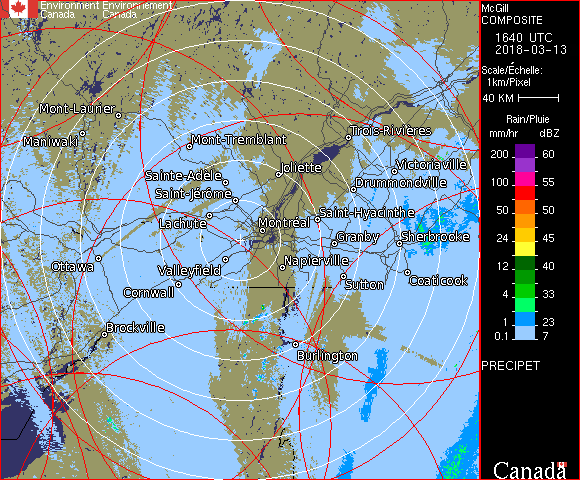 Environment Environnement
Canada Canada
McGill
COMPOSITE
1640 UTC
2018-03-13
Scale/Échelle:
1km/Pixel
40 KM
Rain/Pluie
mm/hr dBZ
200 60
100 55
50 50
24 45
12 40
4 33
1 23
0.1 7
PRECIPET
Canada
Mont-Laurier
Maniwaki
Mont-Tremblant
Trois-Rivières
Joliette
Victoriaville
Sainte-Adèle
Drummondville
Saint-Jérôme
Lachute
Montréal
Saint-Hyacinthe
Granby
Sherbrooke
Ottawa
Valleyfield
Napierville
Cornwall
Sutton
Coaticook
Brockville
Burlington